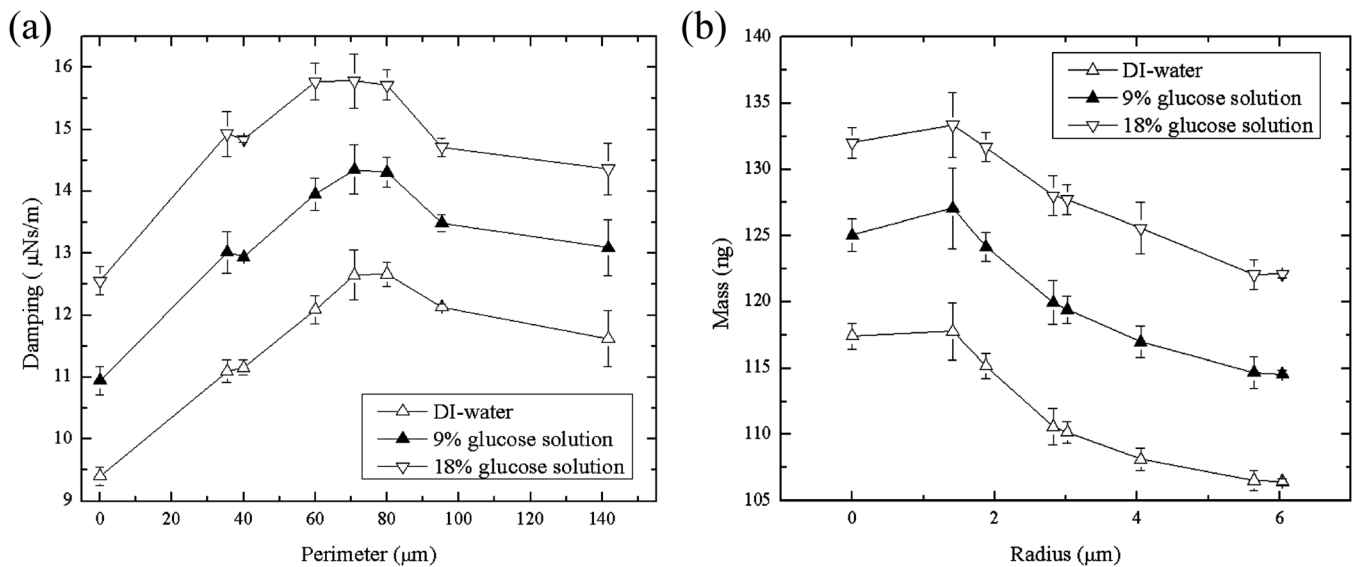 (a)
16
15
14
13
12
11
10
9
Damping ( μNs/m)
DI-water
9% glucose solution
18% glucose solution
0 20 40 60 80 100 120 140
Perimeter (μm)
(b)
140
135
130
125
120
115
110
105
Mass (ng)
DI-water
9% glucose solution
18% glucose solution
0 2 4 6
Radius (μm)